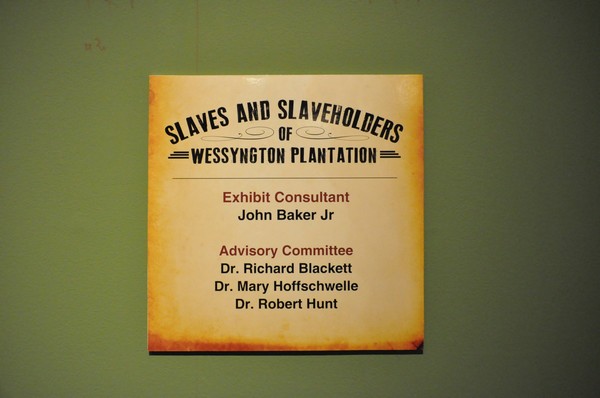 SLAVES AND SLAVEHOLDERS
OF
WESSYNGTON PLANTATION
Exhibit Consultant
John Baker Jr
Advisory Committee
Dr. Richard Blackett
Dr. Mary Hoffschwelle
Dr. Robert Hunt